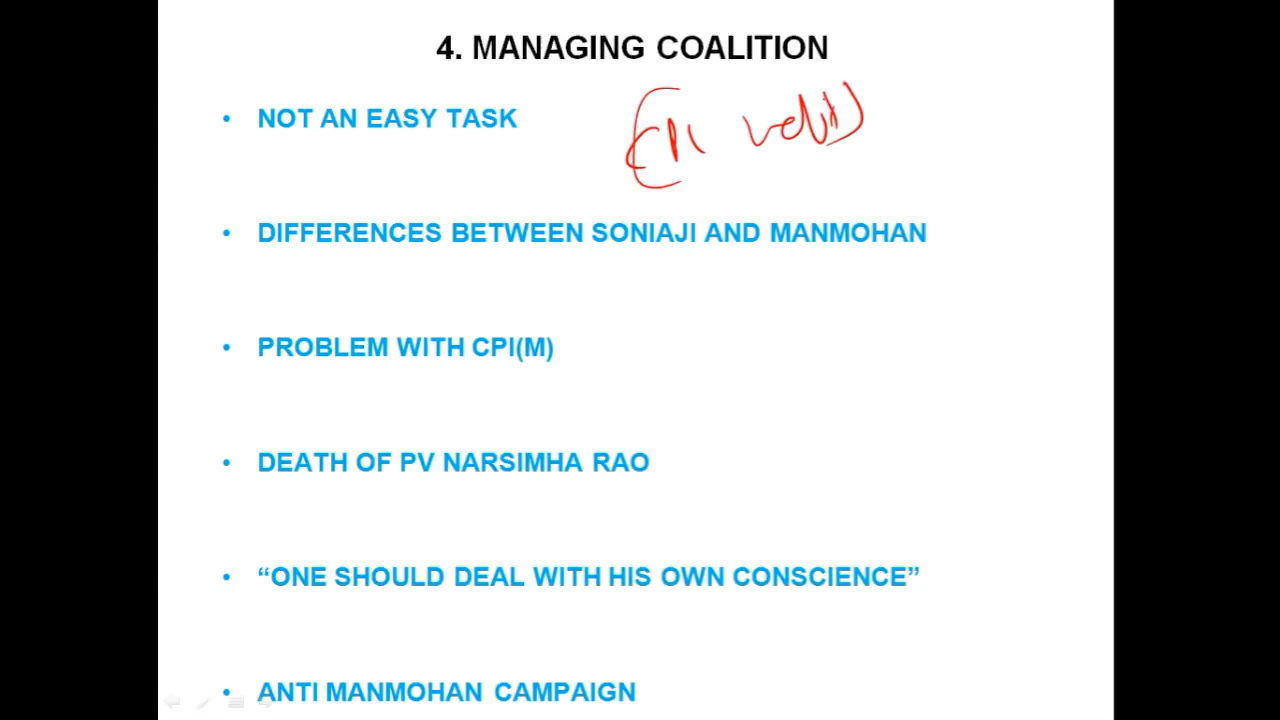 4. MANAGING COALITION
• NOT AN EASY TASK
• DIFFERENCES BETWEEN SONIAJI AND MANMOHAN
• PROBLEM WITH CPI(M)
• DEATH OF PV NARSIMHA RAO
• “ONE SHOULD DEAL WITH HIS OWN CONSCIENCE”
• ANTI MANMOHAN CAMPAIGN